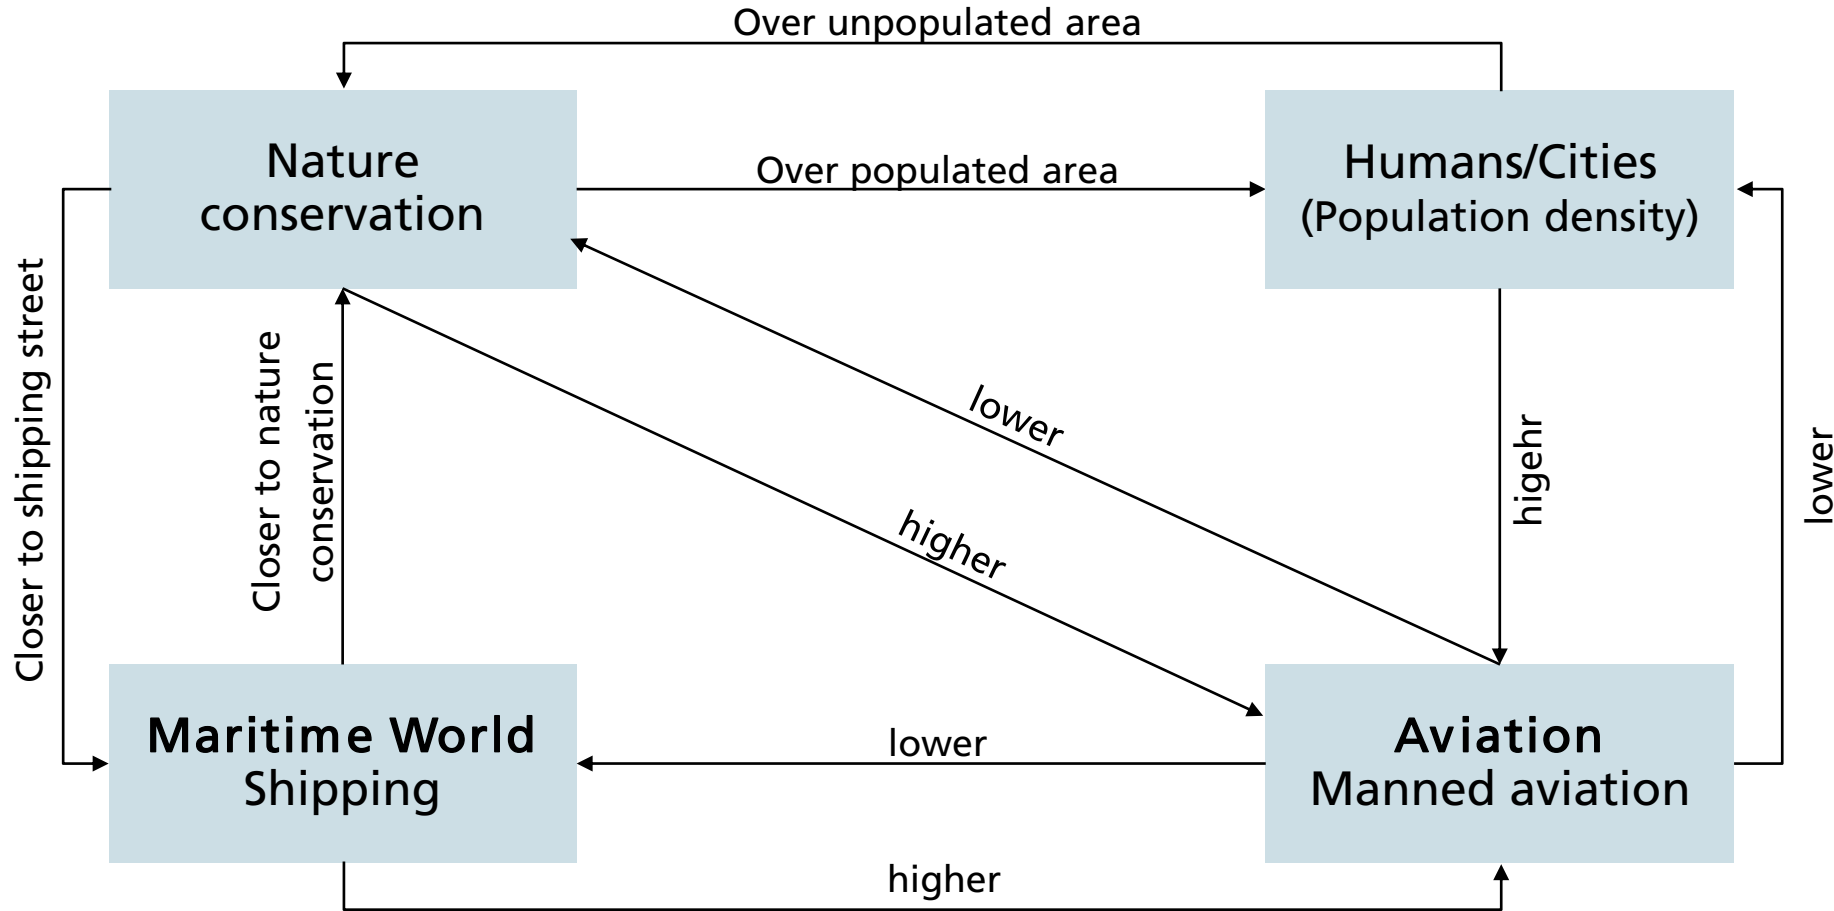 Over unpopulated area
Nature
conservation
Over populated area
Humans/Cities
(Population density)
Closer to shipping street
Closer to nature
conservation
lower
higher
higehr
lower
Maritime World
Shipping
lower
Aviation
Manned aviation
higher